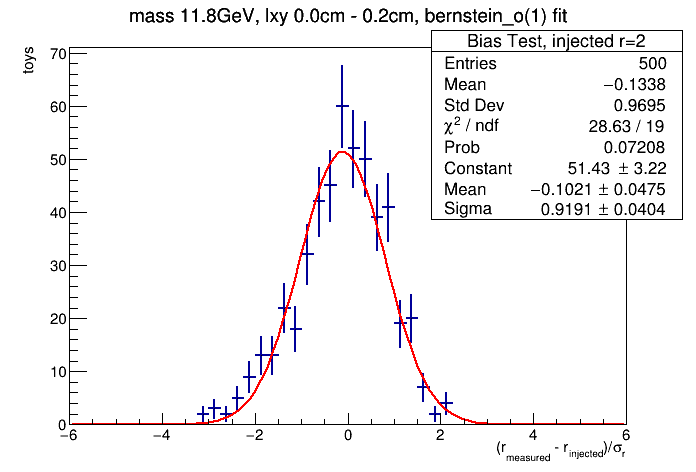 mass 11.8GeV, lxy 0.0cm - 0.2cm, bernstein_o(1) fit
Bias Test, injected r=2
Entries 500
Mean −0.1338
Std Dev 0.9695
χ² / ndf 28.63 / 19
Prob 0.07208
Constant 51.43 ± 3.22
Mean −0.1021 ± 0.0475
Sigma 0.9191 ± 0.0404
toys
70
60
50
40
30
20
10
0
−6 −4 −2 0 2 4 6
(r_measured - r_injected)/σ_r